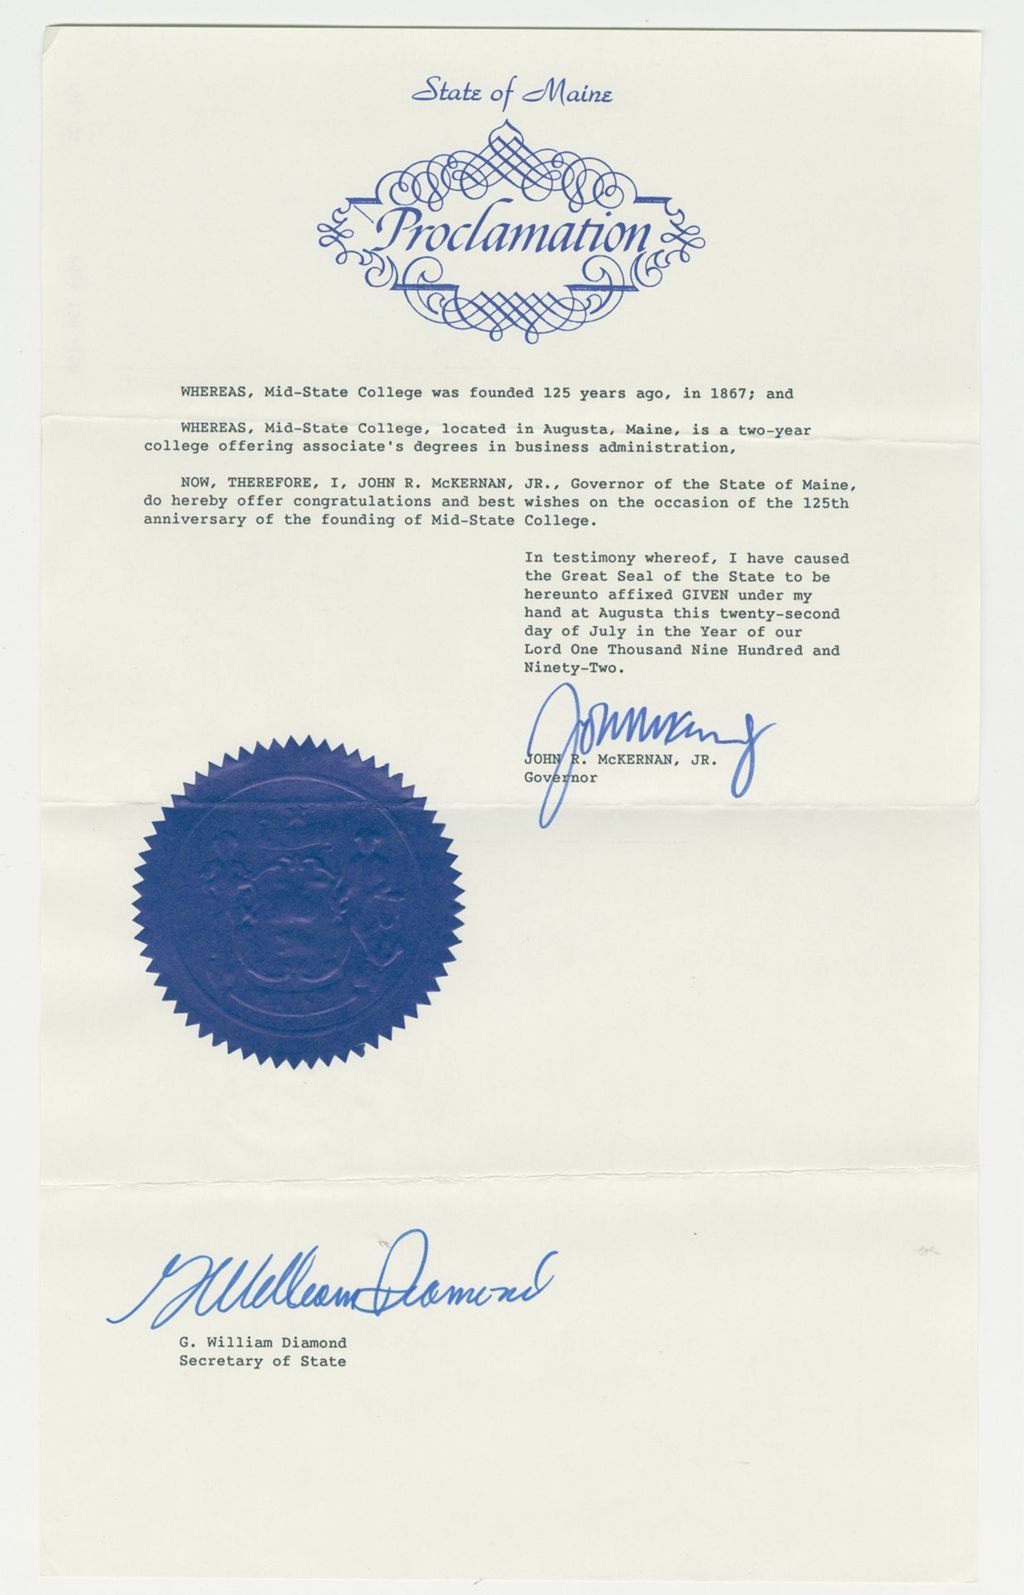 State of Maine
Proclamation
WHEREAS, Mid-State College was founded 125 years ago, in 1867; and
WHEREAS, Mid-State College, located in Augusta, Maine, is a two-year
college offering associate's degrees in business administration,
NOW, THEREFORE, I, JOHN R. McKERNAN, JR., Governor of the State of Maine,
do hereby offer congratulations and best wishes on the occasion of the 125th
anniversary of the founding of Mid-State College.
In testimony whereof, I have caused
the Great Seal of the State to be
hereunto affixed GIVEN under my
hand at Augusta this twenty-second
day of July in the Year of our
Lord One Thousand Nine Hundred and
Ninety-Two.
John McKernan Jr
JOHN R. McKERNAN, JR.
Governor
G William Diamond
G. William Diamond
Secretary of State